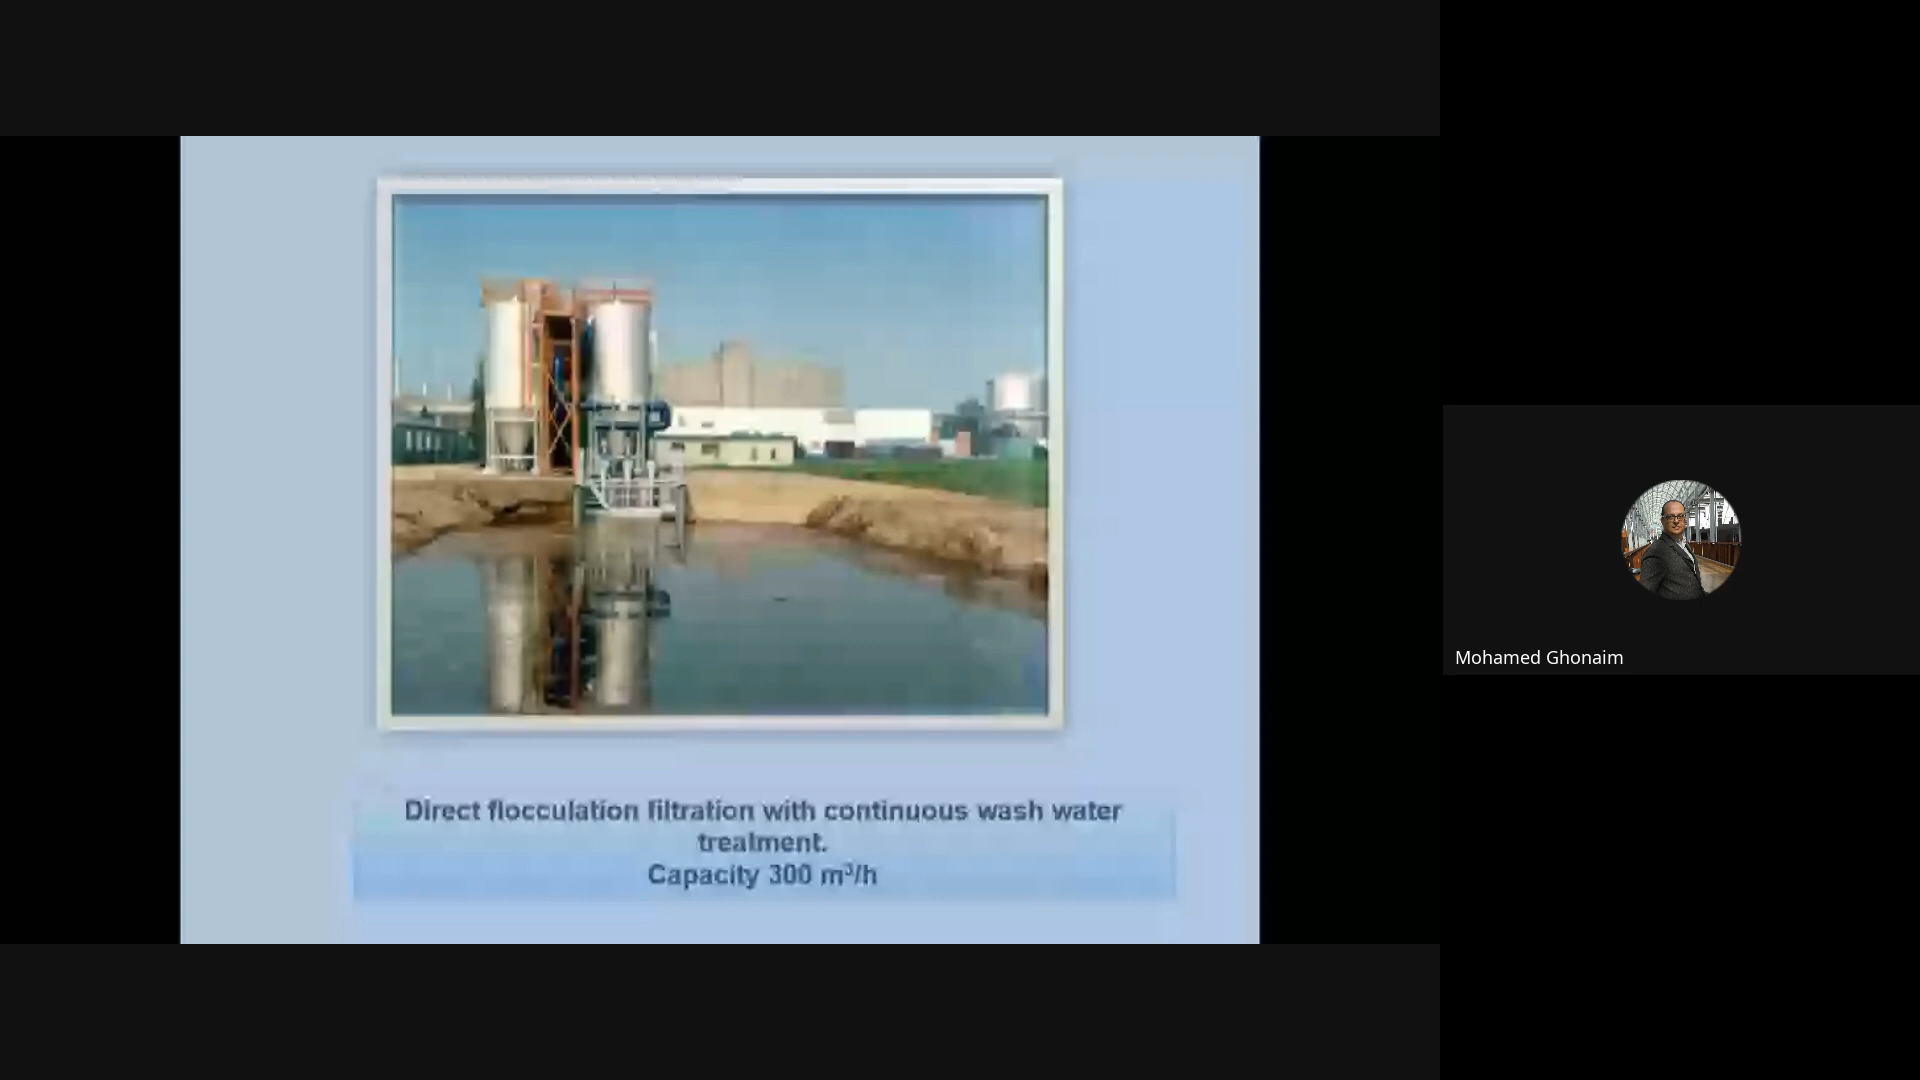 Direct flocculation filtration with continuous wash water
treatment.
Capacity 300 m³/h
Mohamed Ghonaim